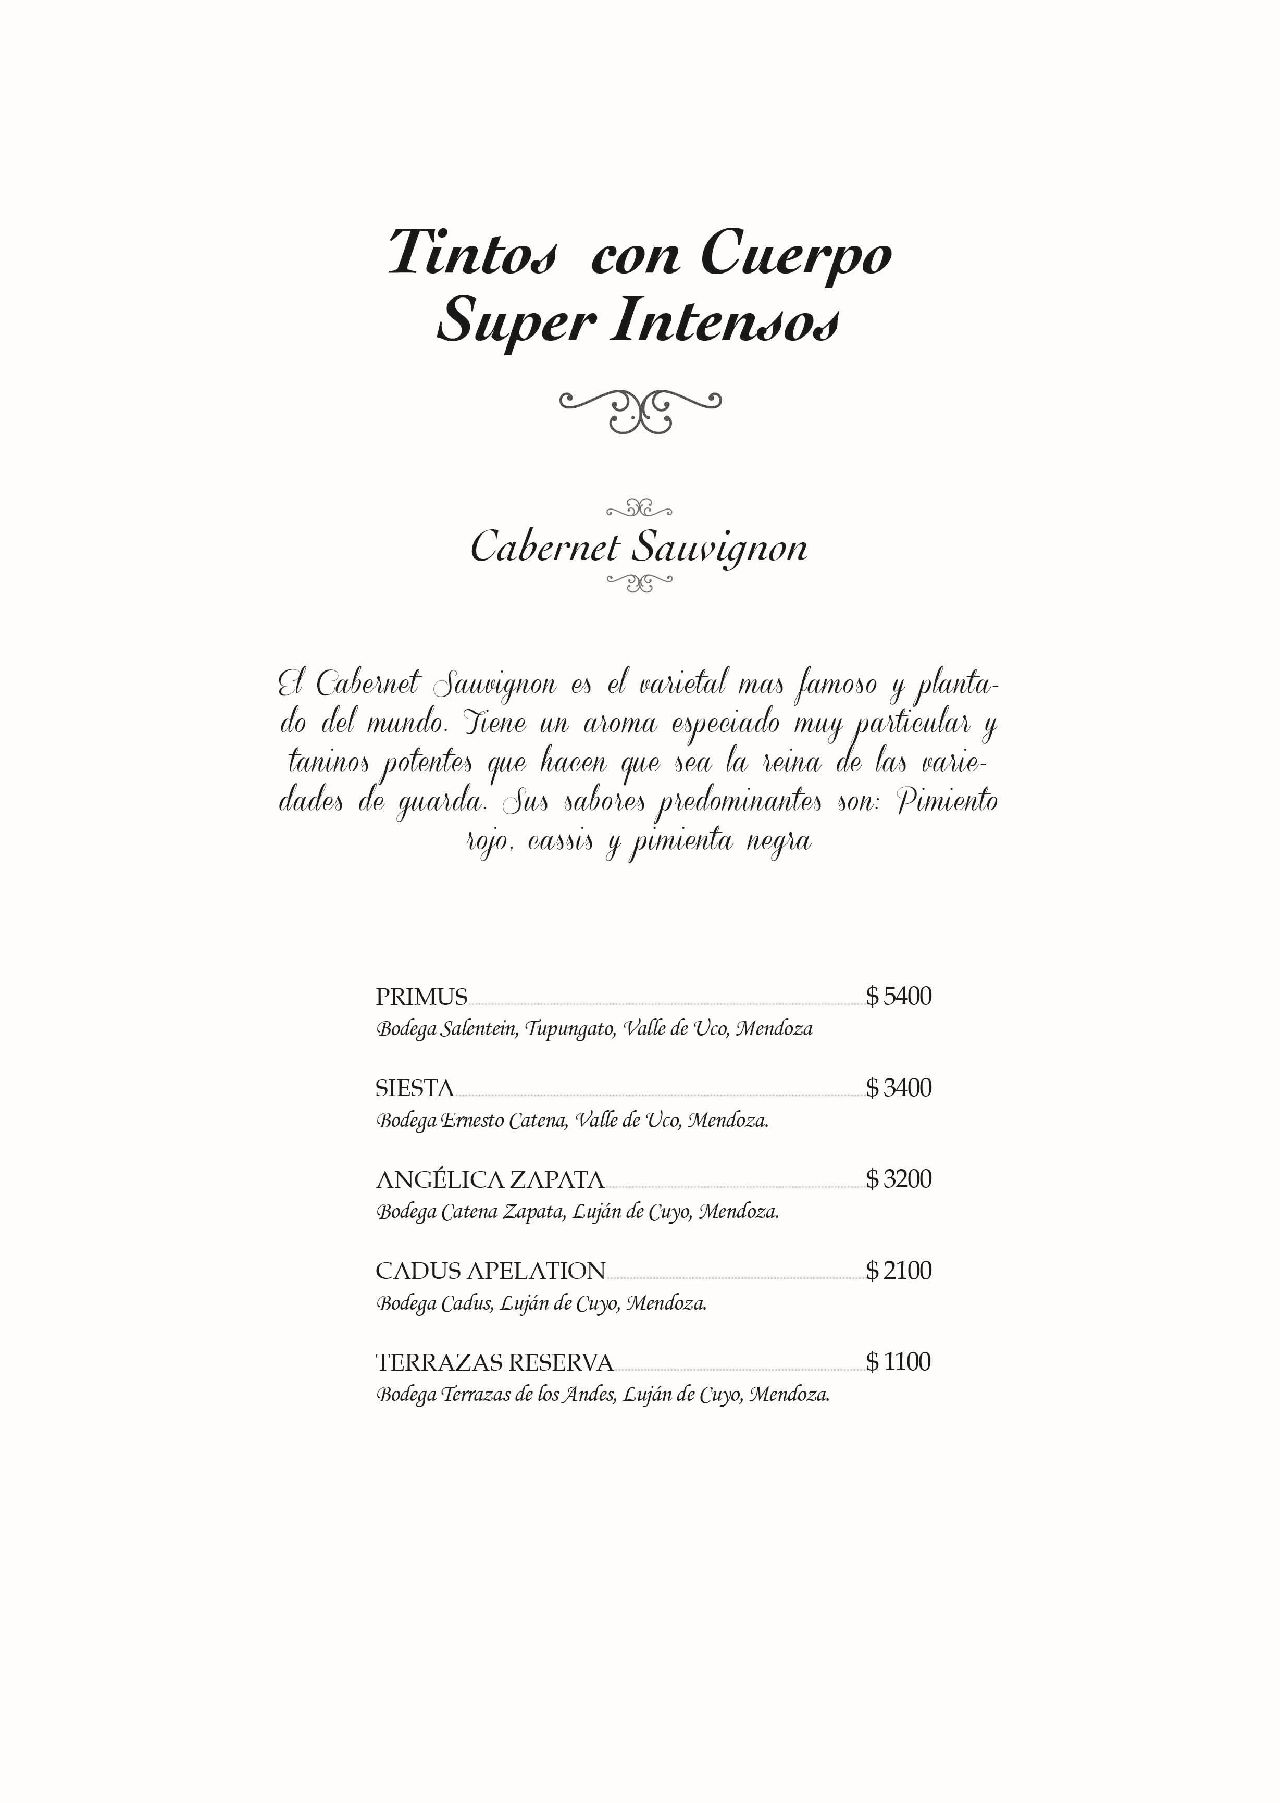 Tintos con Cuerpo
Super Intensos
Cabernet Sauvignon
El Cabernet Sauvignon es el varietal mas famoso y planta-
do del mundo. Tiene un aroma especiado muy particular y
taninos potentes que hacen que sea la reina de las varie-
dades de guarda. Sus sabores predominantes son: Pimiento
rojo, cassis y pimienta negra
PRIMUS $ 5400
Bodega Salentein, Tupungato, Valle de Uco, Mendoza
SIESTA $ 3400
Bodega Ernesto Catena, Valle de Uco, Mendoza.
ANGÉLICA ZAPATA $ 3200
Bodega Catena Zapata, Luján de Cuyo, Mendoza.
CADUS APELATION $ 2100
Bodega Cadus, Luján de Cuyo, Mendoza.
TERRAZAS RESERVA $ 1100
Bodega Terrazas de los Andes, Luján de Cuyo, Mendoza.